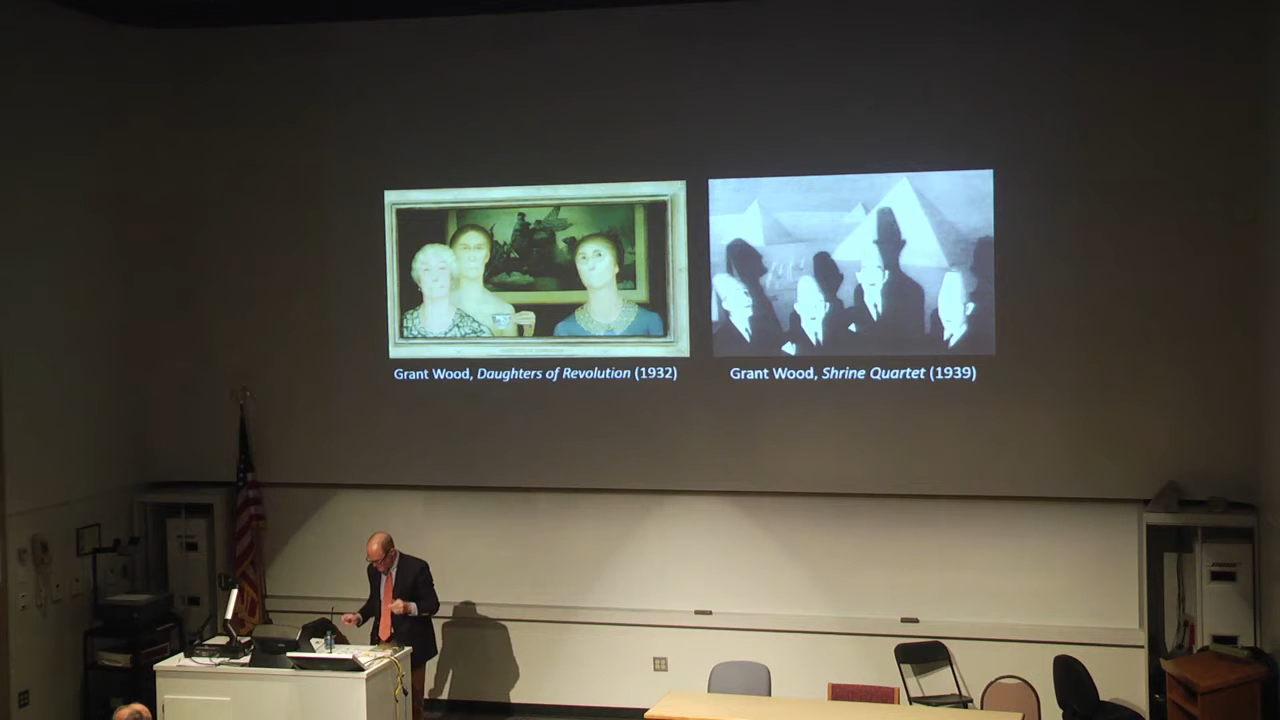 Grant Wood, Daughters of Revolution (1932)
Grant Wood, Shrine Quartet (1939)